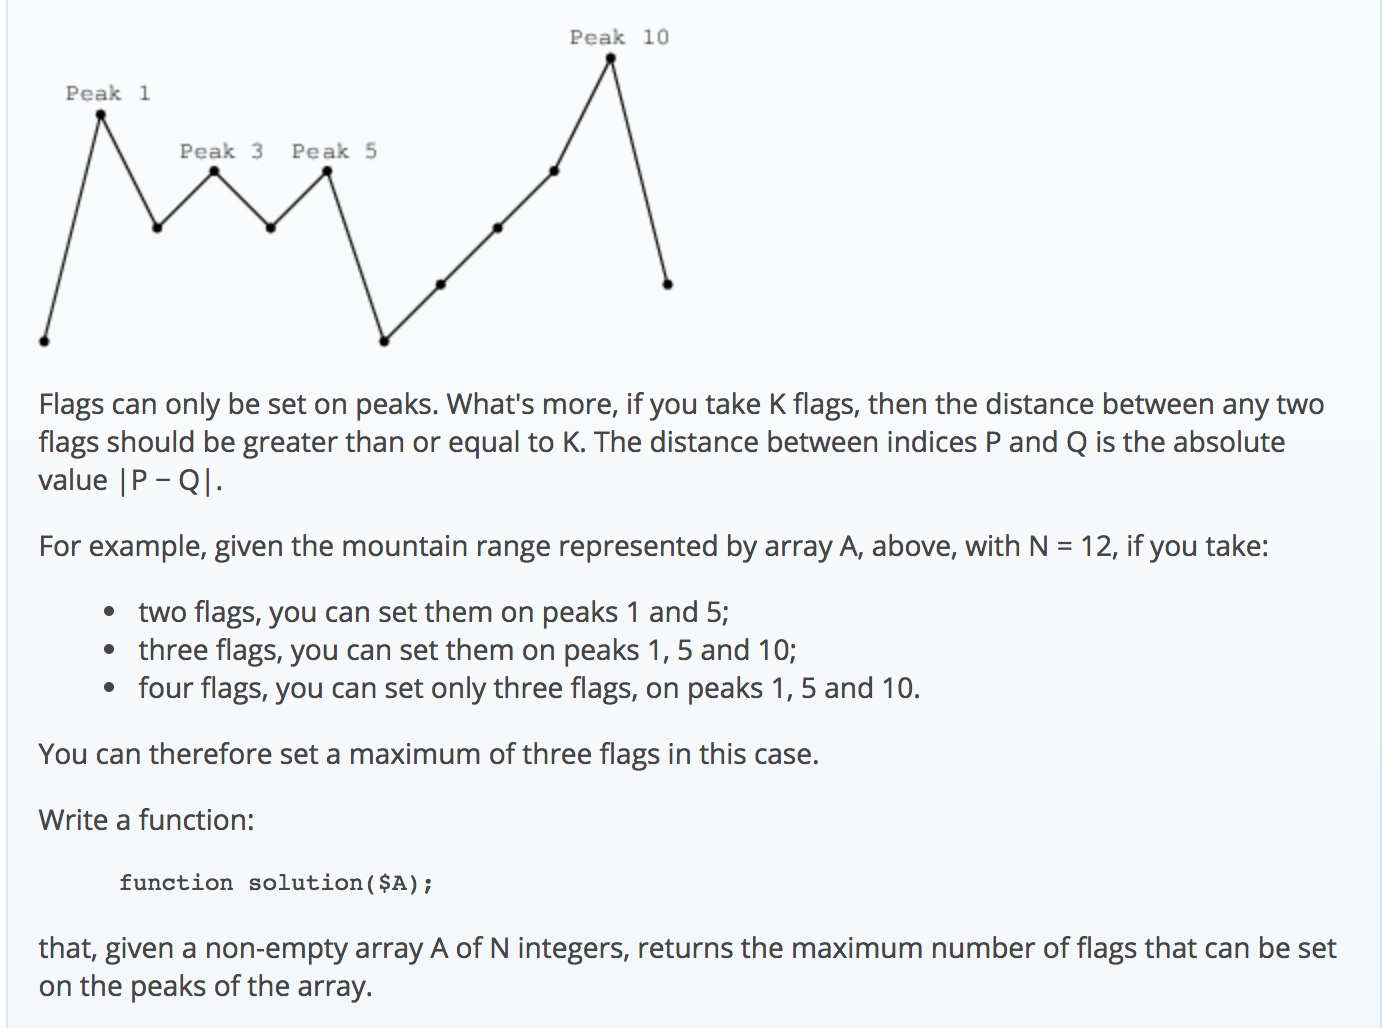 Peak 10
Peak 1
Peak 3 Peak 5
Flags can only be set on peaks. What's more, if you take K flags, then the distance between any two
flags should be greater than or equal to K. The distance between indices P and Q is the absolute
value |P − Q|.
For example, given the mountain range represented by array A, above, with N = 12, if you take:
• two flags, you can set them on peaks 1 and 5;
• three flags, you can set them on peaks 1, 5 and 10;
• four flags, you can set only three flags, on peaks 1, 5 and 10.
You can therefore set a maximum of three flags in this case.
Write a function:
function solution($A);
that, given a non-empty array A of N integers, returns the maximum number of flags that can be set
on the peaks of the array.